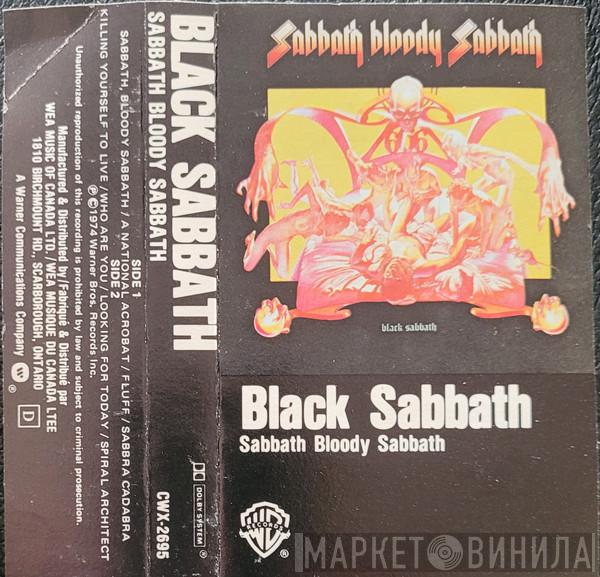 Sabbath bloody Sabbath
666
black sabbath
Black Sabbath
Sabbath Bloody Sabbath
WB
RECORDS
®
BLACK SABBATH
SABBATH BLOODY SABBATH
DOLBY SYSTEM ®
CWX-2695
SIDE 1
SABBATH, BLOODY SABBATH / A NATIONAL ACROBAT / FLUFF / SABBRA CADABRA
SIDE 2
KILLING YOURSELF TO LIVE / WHO ARE YOU / LOOKING FOR TODAY / SPIRAL ARCHITECT
℗©1974 Warner Bros. Records Inc.
Unauthorized reproduction of this recording is prohibited by law and subject to criminal prosecution.
Manufactured & Distributed by / Fabriqué & Distribué par
WEA MUSIC OF CANADA LTD. / WEA MUSIQUE DU CANADA LTEE
1810 BIRCHMOUNT RD., SCARBOROUGH, ONTARIO
A Warner Communications Company ®
D
МАРКЕТ ВИНИЛА